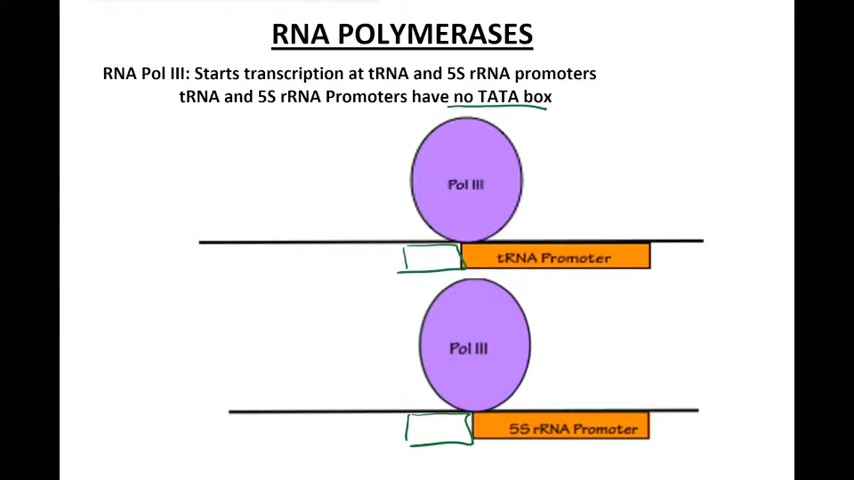 RNA POLYMERASES
RNA Pol III: Starts transcription at tRNA and 5S rRNA promoters
tRNA and 5S rRNA Promoters have no TATA box
Pol III
tRNA Promoter
Pol III
5S rRNA Promoter